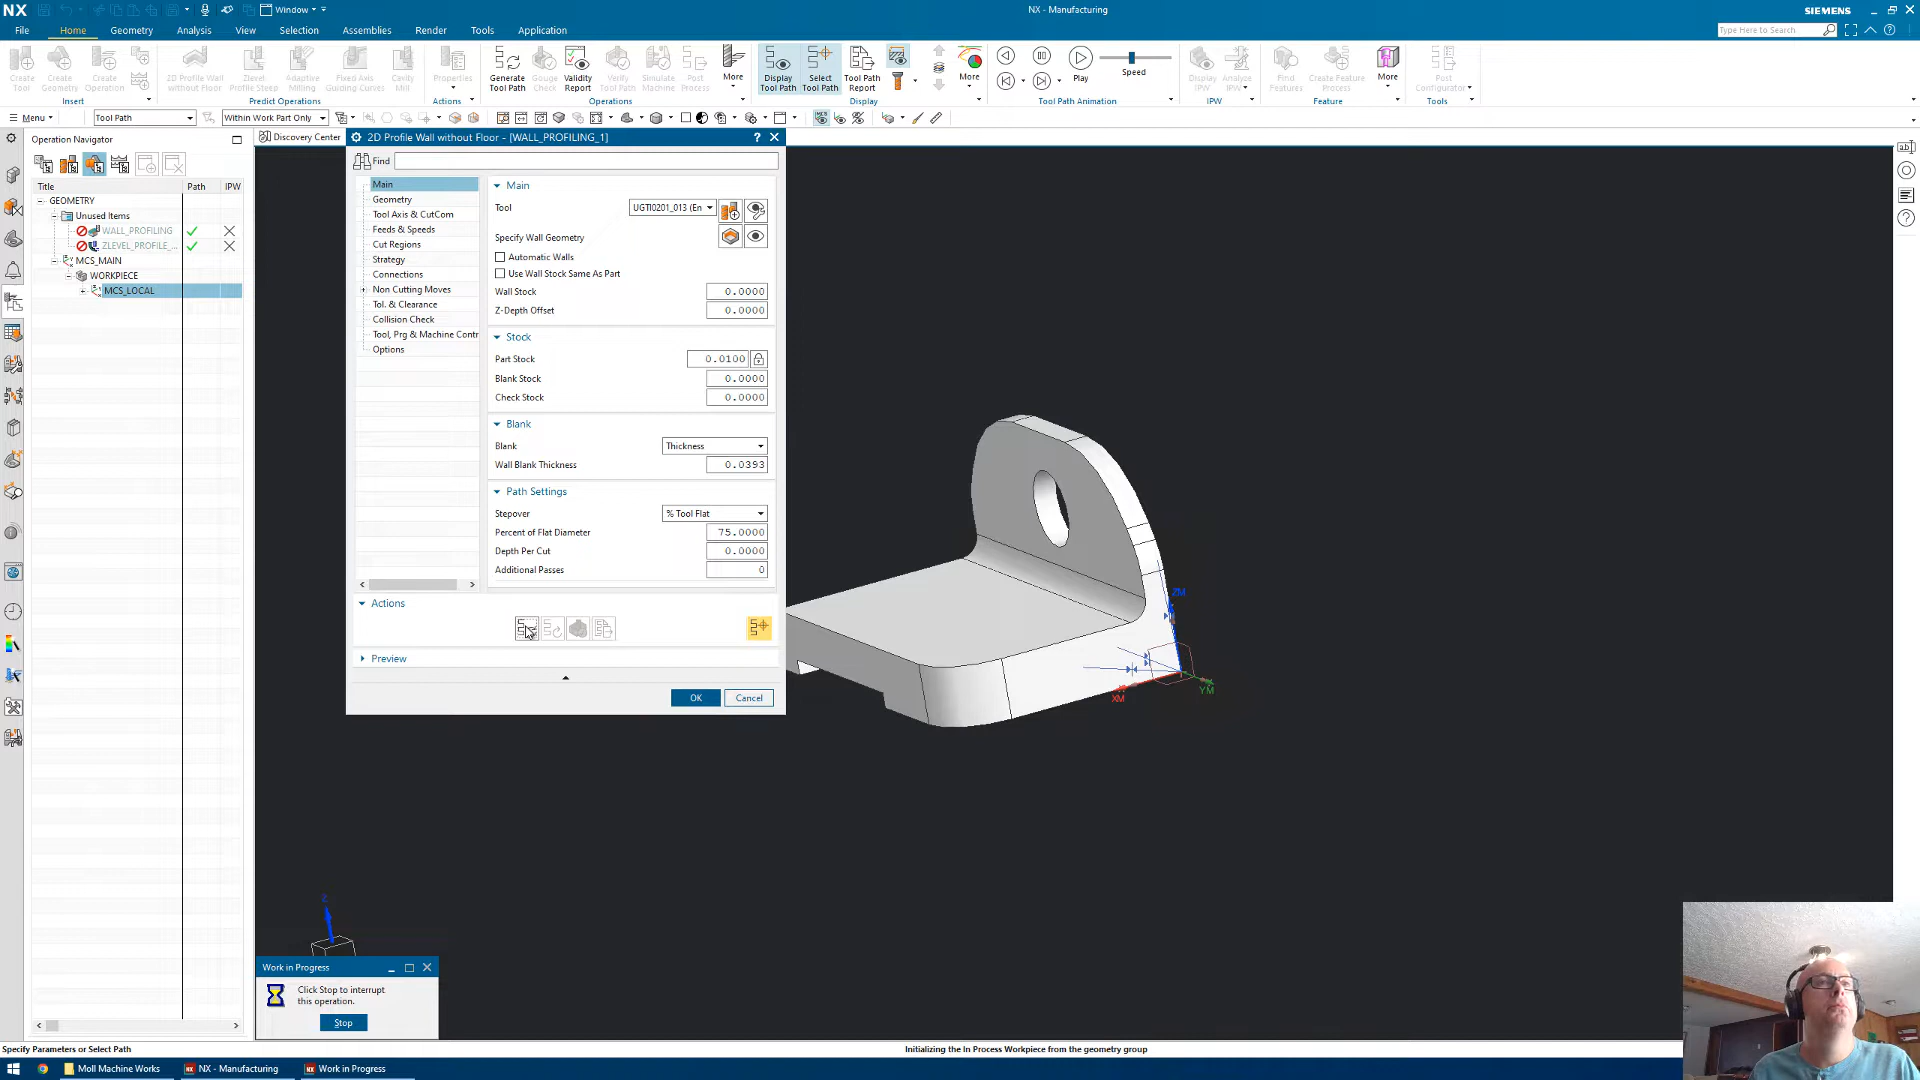 NX
Window
NX - Manufacturing
SIEMENS
File
Home
Geometry
Analysis
View
Selection
Assemblies
Render
Tools
Application
Type Here to Search
Create Tool
Create Geometry
Create Operation
2D Profile Wall without Floor
Zlevel Profile Steep
Adaptive Milling
Fixed Axis Guiding Curves
Cavity Mill
Properties
Generate Tool Path
Gouge Check
Validity Report
Verify Tool Path
Simulate Machine
Post Process
More
Display Tool Path
Select Tool Path
Tool Path Report
More
Play
Speed
Display IPW
Analyze IPW
Find Features
Create Feature Process
More
Post Configurator
Insert
Predict Operations
Actions
Operations
Display
Tool Path Animation
IPW
Feature
Tools
Menu
Tool Path
Within Work Part Only
Operation Navigator
Discovery Center
2D Profile Wall without Floor - [WALL_PROFILING_1]
Find
Title
Path
IPW
GEOMETRY
Unused Items
WALL_PROFILING
ZLEVEL_PROFILE_...
MCS_MAIN
WORKPIECE
MCS_LOCAL
Main
Geometry
Tool Axis & CutCom
Feeds & Speeds
Cut Regions
Strategy
Connections
Non Cutting Moves
Tol. & Clearance
Collision Check
Tool, Prg & Machine Contr
Options
Main
Tool
UGTI0201_013 (En
Specify Wall Geometry
Automatic Walls
Use Wall Stock Same As Part
Wall Stock
0.0000
Z-Depth Offset
0.0000
Stock
Part Stock
0.0100
Blank Stock
0.0000
Check Stock
0.0000
Blank
Blank
Thickness
Wall Blank Thickness
0.0393
Path Settings
Stepover
% Tool Flat
Percent of Flat Diameter
75.0000
Depth Per Cut
0.0000
Additional Passes
0
Actions
Preview
OK
Cancel
ZM
XM
YM
Z
Work in Progress
Click Stop to interrupt
this operation.
Stop
Specify Parameters or Select Path
Initializing the In Process Workpiece from the geometry group
Moll Machine Works
NX - Manufacturing
Work in Progress